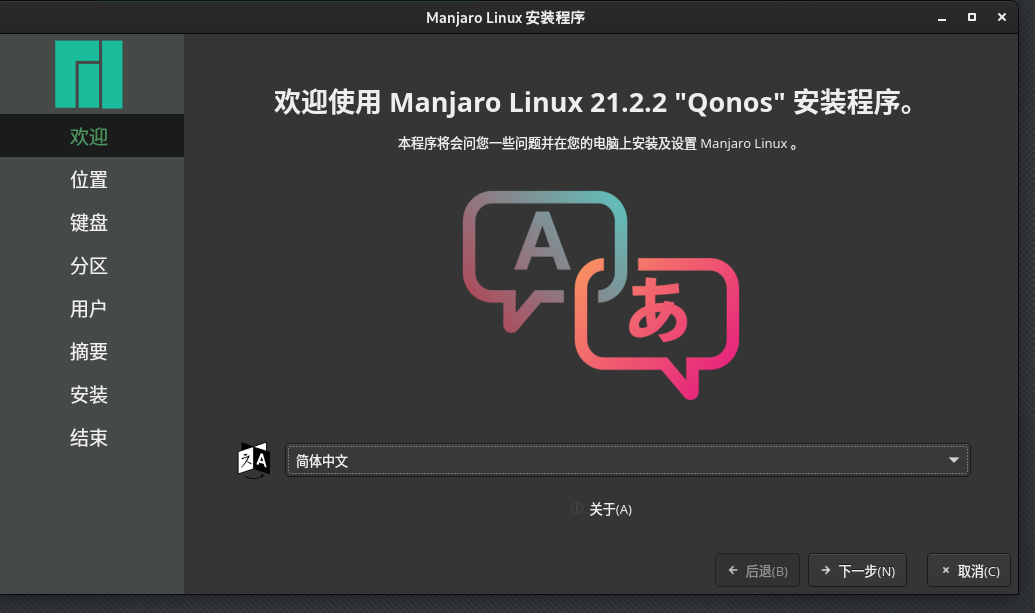 Manjaro Linux 安装程序
欢迎
位置
键盘
分区
用户
摘要
安装
结束
欢迎使用 Manjaro Linux 21.2.2 "Qonos" 安装程序。
本程序将会问您一些问题并在您的电脑上安装及设置 Manjaro Linux 。
A
あ
简体中文
关于(A)
后退(B)
下一步(N)
取消(C)